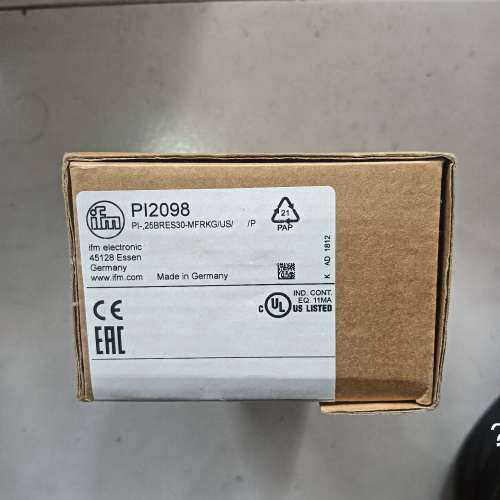 ifm
PI2098
PI-,25BRES30-MFRKG/US/ /P
21
PAP
ifm electronic
45128 Essen
Germany
www.ifm.com Made in Germany
K AD 1812
CE
EAC
IND. CONT.
EQ. 11MA
C UL US LISTED
?